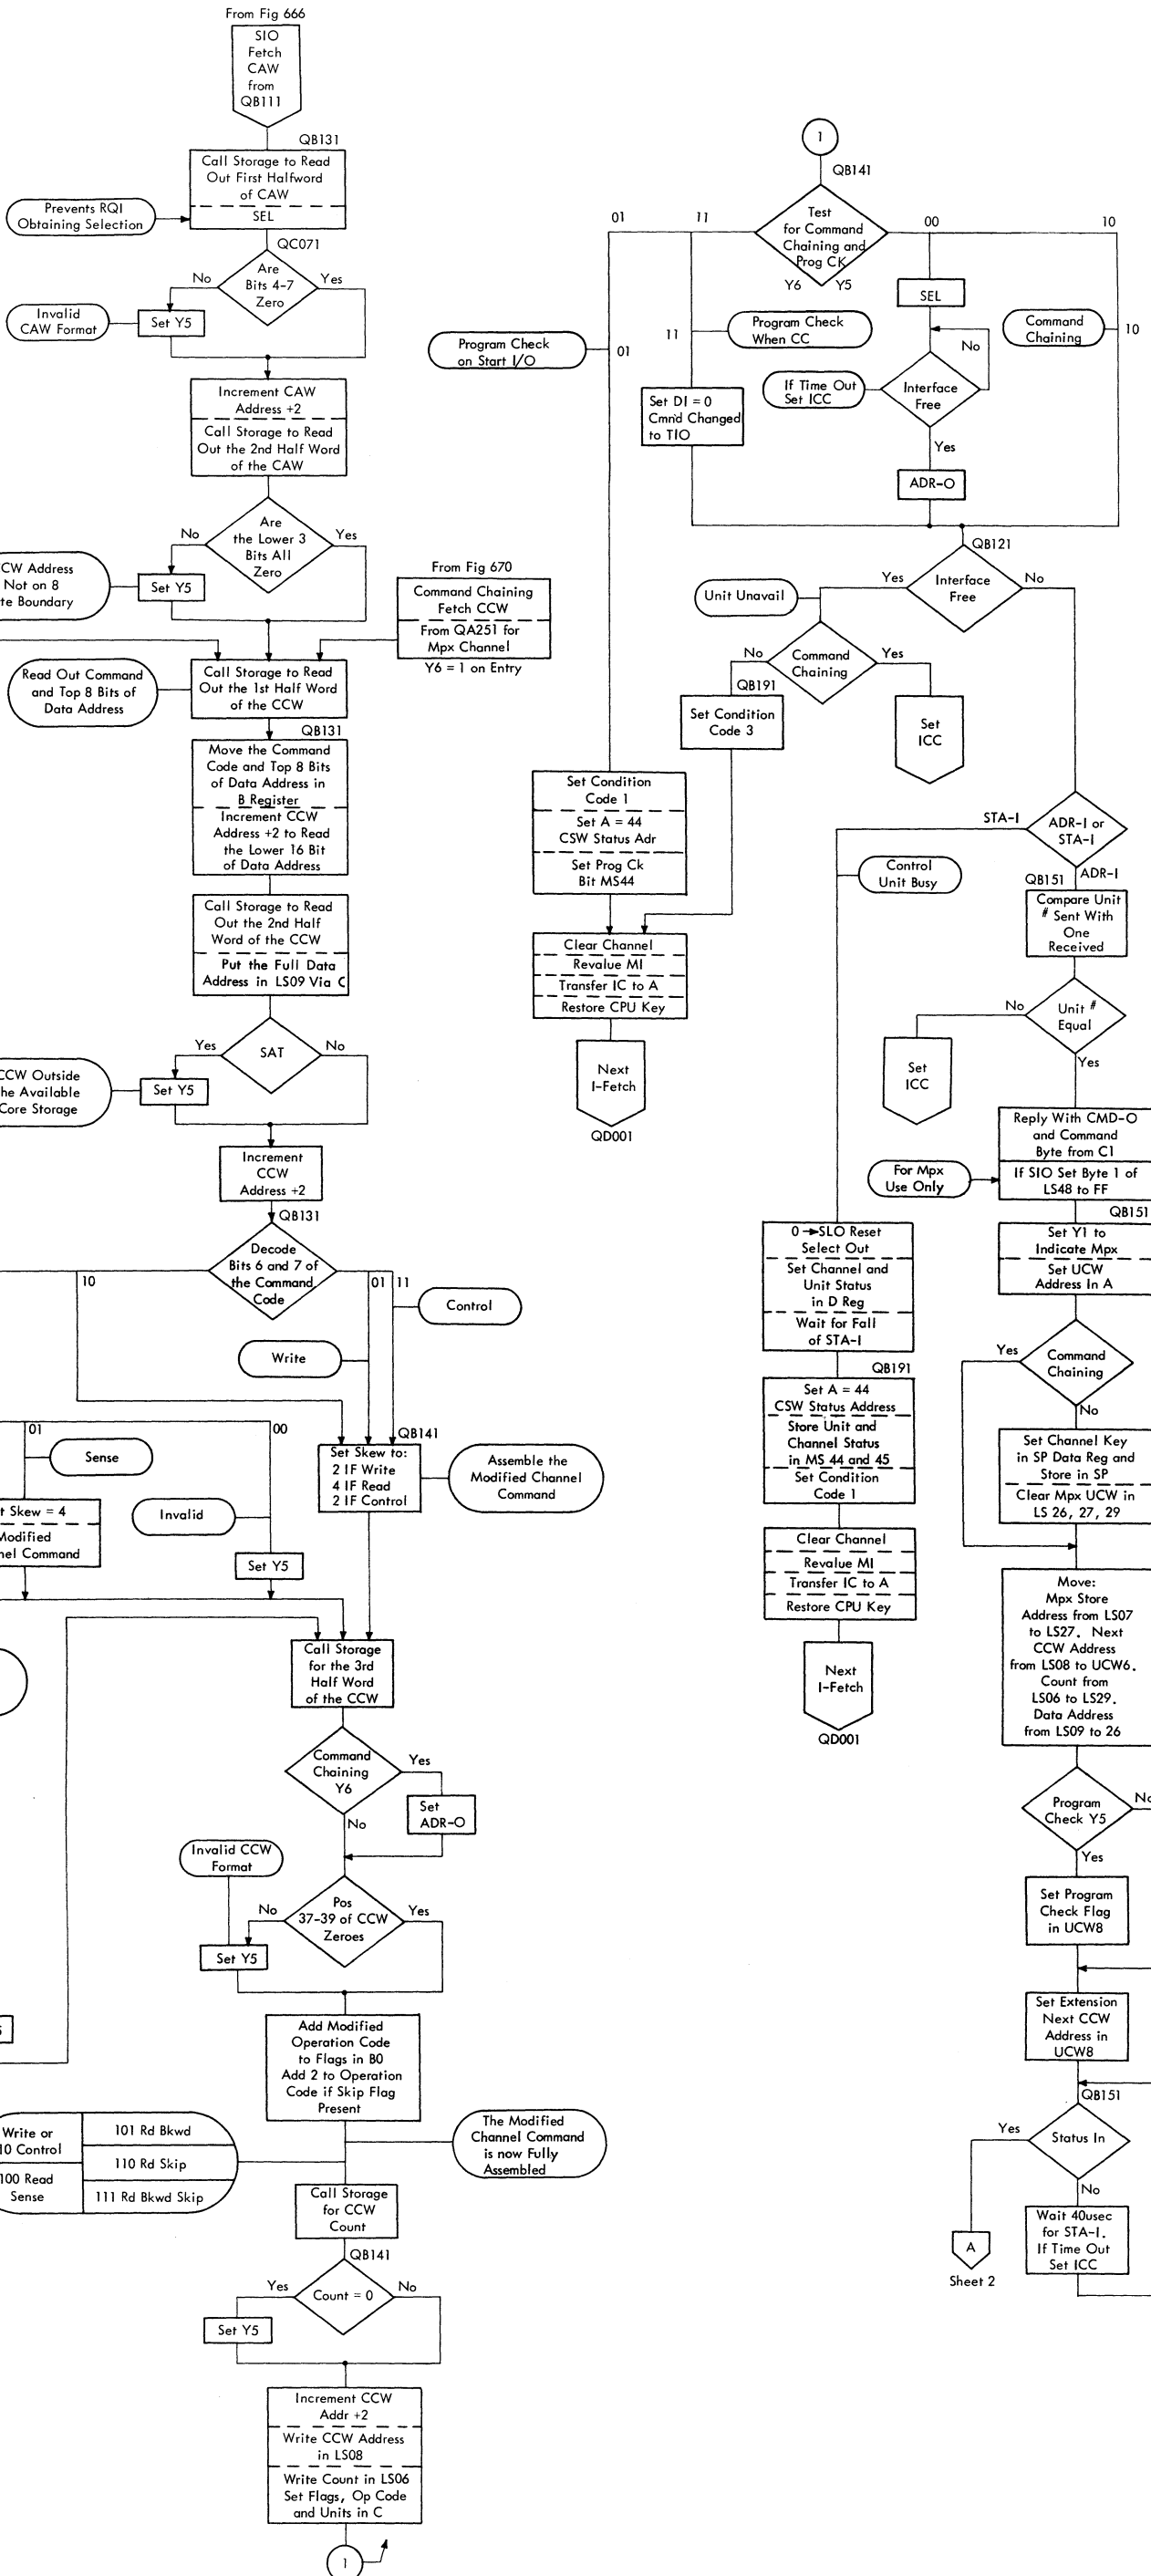 From Fig 666
SIO
Fetch
CAW
from
QB111
QB131
Call Storage to Read
Out First Halfword
of CAW
SEL
Prevents RQI
Obtaining Selection
QC071
Are
Bits 4-7
Zero
No
Yes
Invalid
CAW Format
Set Y5
Increment CAW
Address +2
Call Storage to Read
Out the 2nd Half Word
of the CAW
Are
the Lower 3
Bits All
Zero
No
Yes
CW Address
Not on 8
te Boundary
Set Y5
From Fig 670
Command Chaining
Fetch CCW
From QA251 for
Mpx Channel
Y6 = 1 on Entry
Read Out Command
and Top 8 Bits of
Data Address
Call Storage to Read
Out the 1st Half Word
of the CCW
QB131
Move the Command
Code and Top 8 Bits
of Data Address in
B Register
Increment CCW
Address +2 to Read
the Lower 16 Bit
of Data Address
Call Storage to Read
Out the 2nd Half
Word of the CCW
Put the Full Data
Address in LS09 Via C
SAT
Yes
No
CCW Outside
he Available
Core Storage
Set Y5
Increment
CCW
Address +2
QB131
Decode
Bits 6 and 7 of
the Command
Code
10
01
11
Control
Write
01
00
Sense
Invalid
t Skew = 4
Modified
nel Command
Set Y5
QB141
Set Skew to:
2 IF Write
4 IF Read
2 IF Control
Assemble the
Modified Channel
Command
Call Storage
for the 3rd
Half Word
of the CCW
Command
Chaining
Y6
Yes
Set
ADR-O
No
Invalid CCW
Format
Pos
37-39 of CCW
Zeroes
No
Yes
Set Y5
Add Modified
Operation Code
to Flags in B0
Add 2 to Operation
Code if Skip Flag
Present
Write or
10 Control
100 Read
Sense
101 Rd Bkwd
110 Rd Skip
111 Rd Bkwd Skip
The Modified
Channel Command
is now Fully
Assembled
Call Storage
for CCW
Count
QB141
Count = 0
Yes
No
Set Y5
Increment CCW
Addr +2
Write CCW Address
in LS08
Write Count in LS06
Set Flags, Op Code
and Units in C
1
1
QB141
Test
for Command
Chaining and
Prog CK
Y6 Y5
01
11
00
10
SEL
Program Check
on Start I/O
01
11
Program Check
When CC
Command
Chaining
10
No
Interface
Free
If Time Out
Set ICC
Set DI = 0
Cmn'd Changed
to TIO
Yes
ADR-O
QB121
Interface
Free
Yes
No
Unit Unavail
Command
Chaining
No
Yes
QB191
Set Condition
Code 3
Set
ICC
Set Condition
Code 1
Set A = 44
CSW Status Adr
Set Prog Ck
Bit MS44
Clear Channel
Revalue MI
Transfer IC to A
Restore CPU Key
Next
I-Fetch
QD001
STA-I
ADR-I or
STA-I
ADR-I
Control
Unit Busy
QB151
Compare Unit
# Sent With
One
Received
Unit #
Equal
No
Yes
Set
ICC
Reply With CMD-O
and Command
Byte from C1
If SIO Set Byte 1 of
LS48 to FF
For Mpx
Use Only
QB151
Set Y1 to
Indicate Mpx
Set UCW
Address In A
Command
Chaining
Yes
No
0→SLO Reset
Select Out
Set Channel and
Unit Status
in D Reg
Wait for Fall
of STA-I
QB191
Set A = 44
CSW Status Address
Store Unit and
Channel Status
in MS 44 and 45
Set Condition
Code 1
Clear Channel
Revalue MI
Transfer IC to A
Restore CPU Key
Next
I-Fetch
QD001
Set Channel Key
in SP Data Reg and
Store in SP
Clear Mpx UCW in
LS 26, 27, 29
Move:
Mpx Store
Address from LS07
to LS27. Next
CCW Address
from LS08 to UCW6.
Count from
LS06 to LS29.
Data Address
from LS09 to 26
Program
Check Y5
No
Yes
Set Program
Check Flag
in UCW8
Set Extension
Next CCW
Address in
UCW8
QB151
Status In
Yes
No
Wait 40usec
for STA-I.
If Time Out
Set ICC
A
Sheet 2